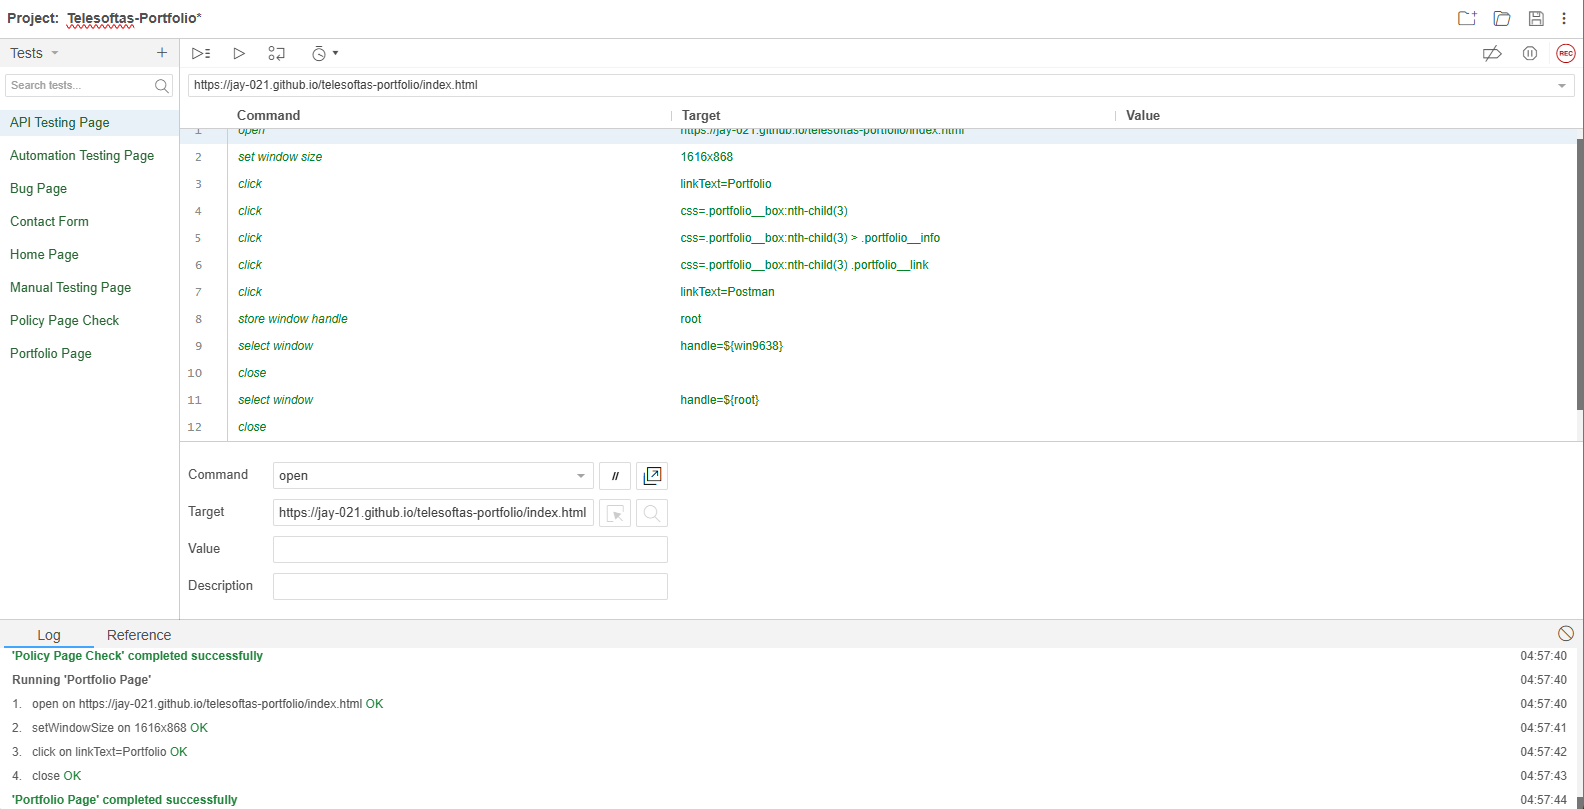 Project: Telesoftas-Portfolio*
Tests
Search tests...
API Testing Page
Automation Testing Page
Bug Page
Contact Form
Home Page
Manual Testing Page
Policy Page Check
Portfolio Page
REC
https://jay-021.github.io/telesoftas-portfolio/index.html
Command Target Value
1 open https://jay-021.github.io/telesoftas-portfolio/index.html
2 set window size 1616x868
3 click linkText=Portfolio
4 click css=.portfolio__box:nth-child(3)
5 click css=.portfolio__box:nth-child(3) > .portfolio__info
6 click css=.portfolio__box:nth-child(3) .portfolio__link
7 click linkText=Postman
8 store window handle root
9 select window handle=${win9638}
10 close
11 select window handle=${root}
12 close
Command open //
Target https://jay-021.github.io/telesoftas-portfolio/index.html
Value
Description
Log Reference
'Policy Page Check' completed successfully 04:57:40
Running 'Portfolio Page' 04:57:40
1. open on https://jay-021.github.io/telesoftas-portfolio/index.html OK 04:57:40
2. setWindowSize on 1616x868 OK 04:57:41
3. click on linkText=Portfolio OK 04:57:42
4. close OK 04:57:43
'Portfolio Page' completed successfully 04:57:44